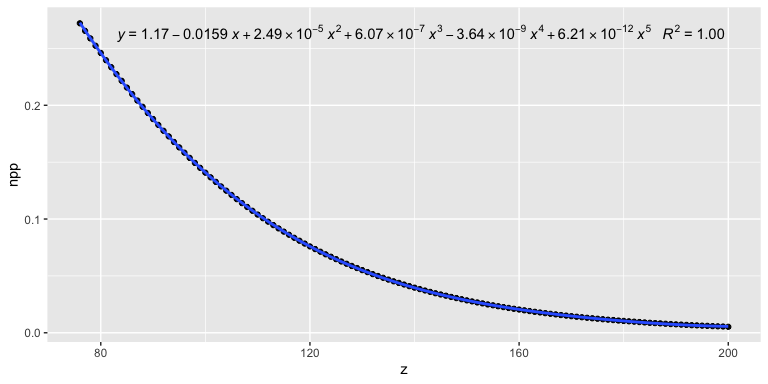 y = 1.17 − 0.0159 x + 2.49 × 10⁻⁵ x² + 6.07 × 10⁻⁷ x³ − 3.64 × 10⁻⁹ x⁴ + 6.21 × 10⁻¹² x⁵ R² = 1.00
0.2
npp
0.1
0.0
80 120 160 200
z